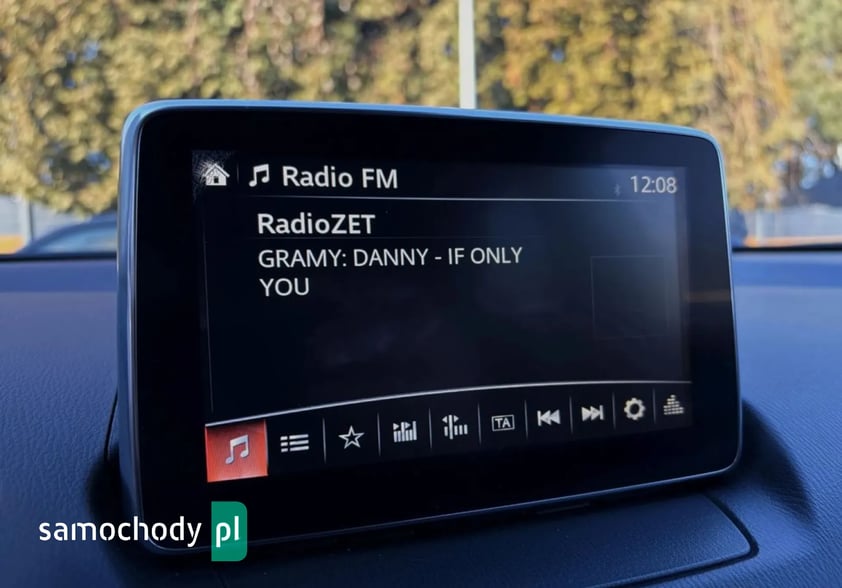 Radio FM
12:08
RadioZET
GRAMY: DANNY - IF ONLY
YOU
TA
samochody pl